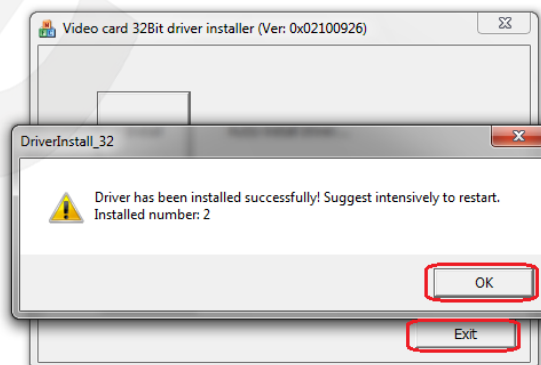 Video card 32Bit driver installer (Ver: 0x02100926)
DriverInstall_32
Driver has been installed successfully! Suggest intensively to restart.
Installed number: 2
OK
Exit